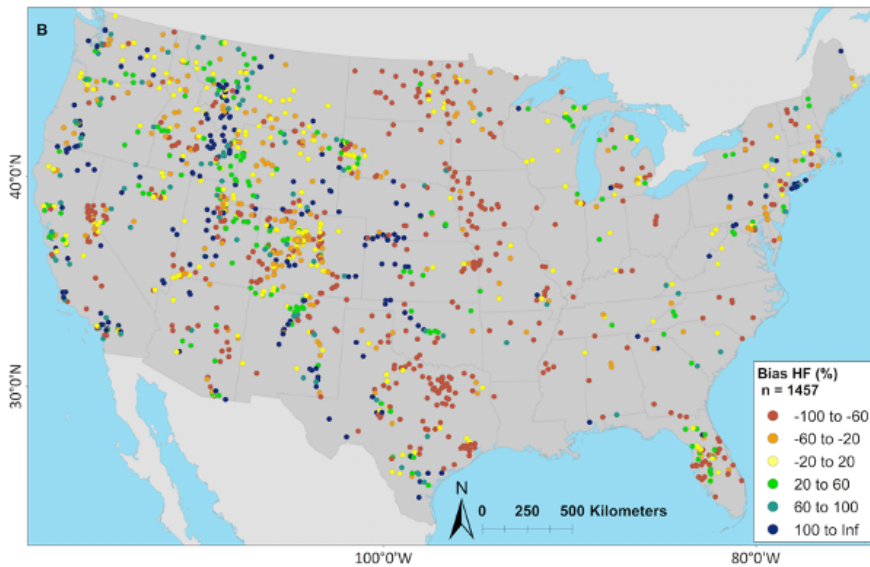 B
40°0'N
30°0'N
Bias HF (%)
n = 1457
-100 to -60
-60 to -20
-20 to 20
20 to 60
60 to 100
100 to Inf
N
0 250 500 Kilometers
100°0'W
80°0'W